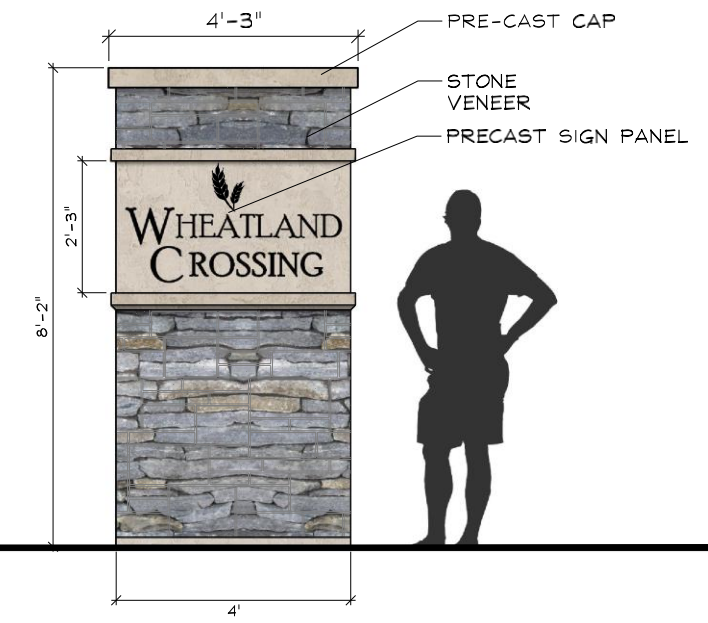 4'-3"
PRE-CAST CAP
STONE
VENEER
PRECAST SIGN PANEL
2'-3"
WHEATLAND
CROSSING
8'-2"
4'